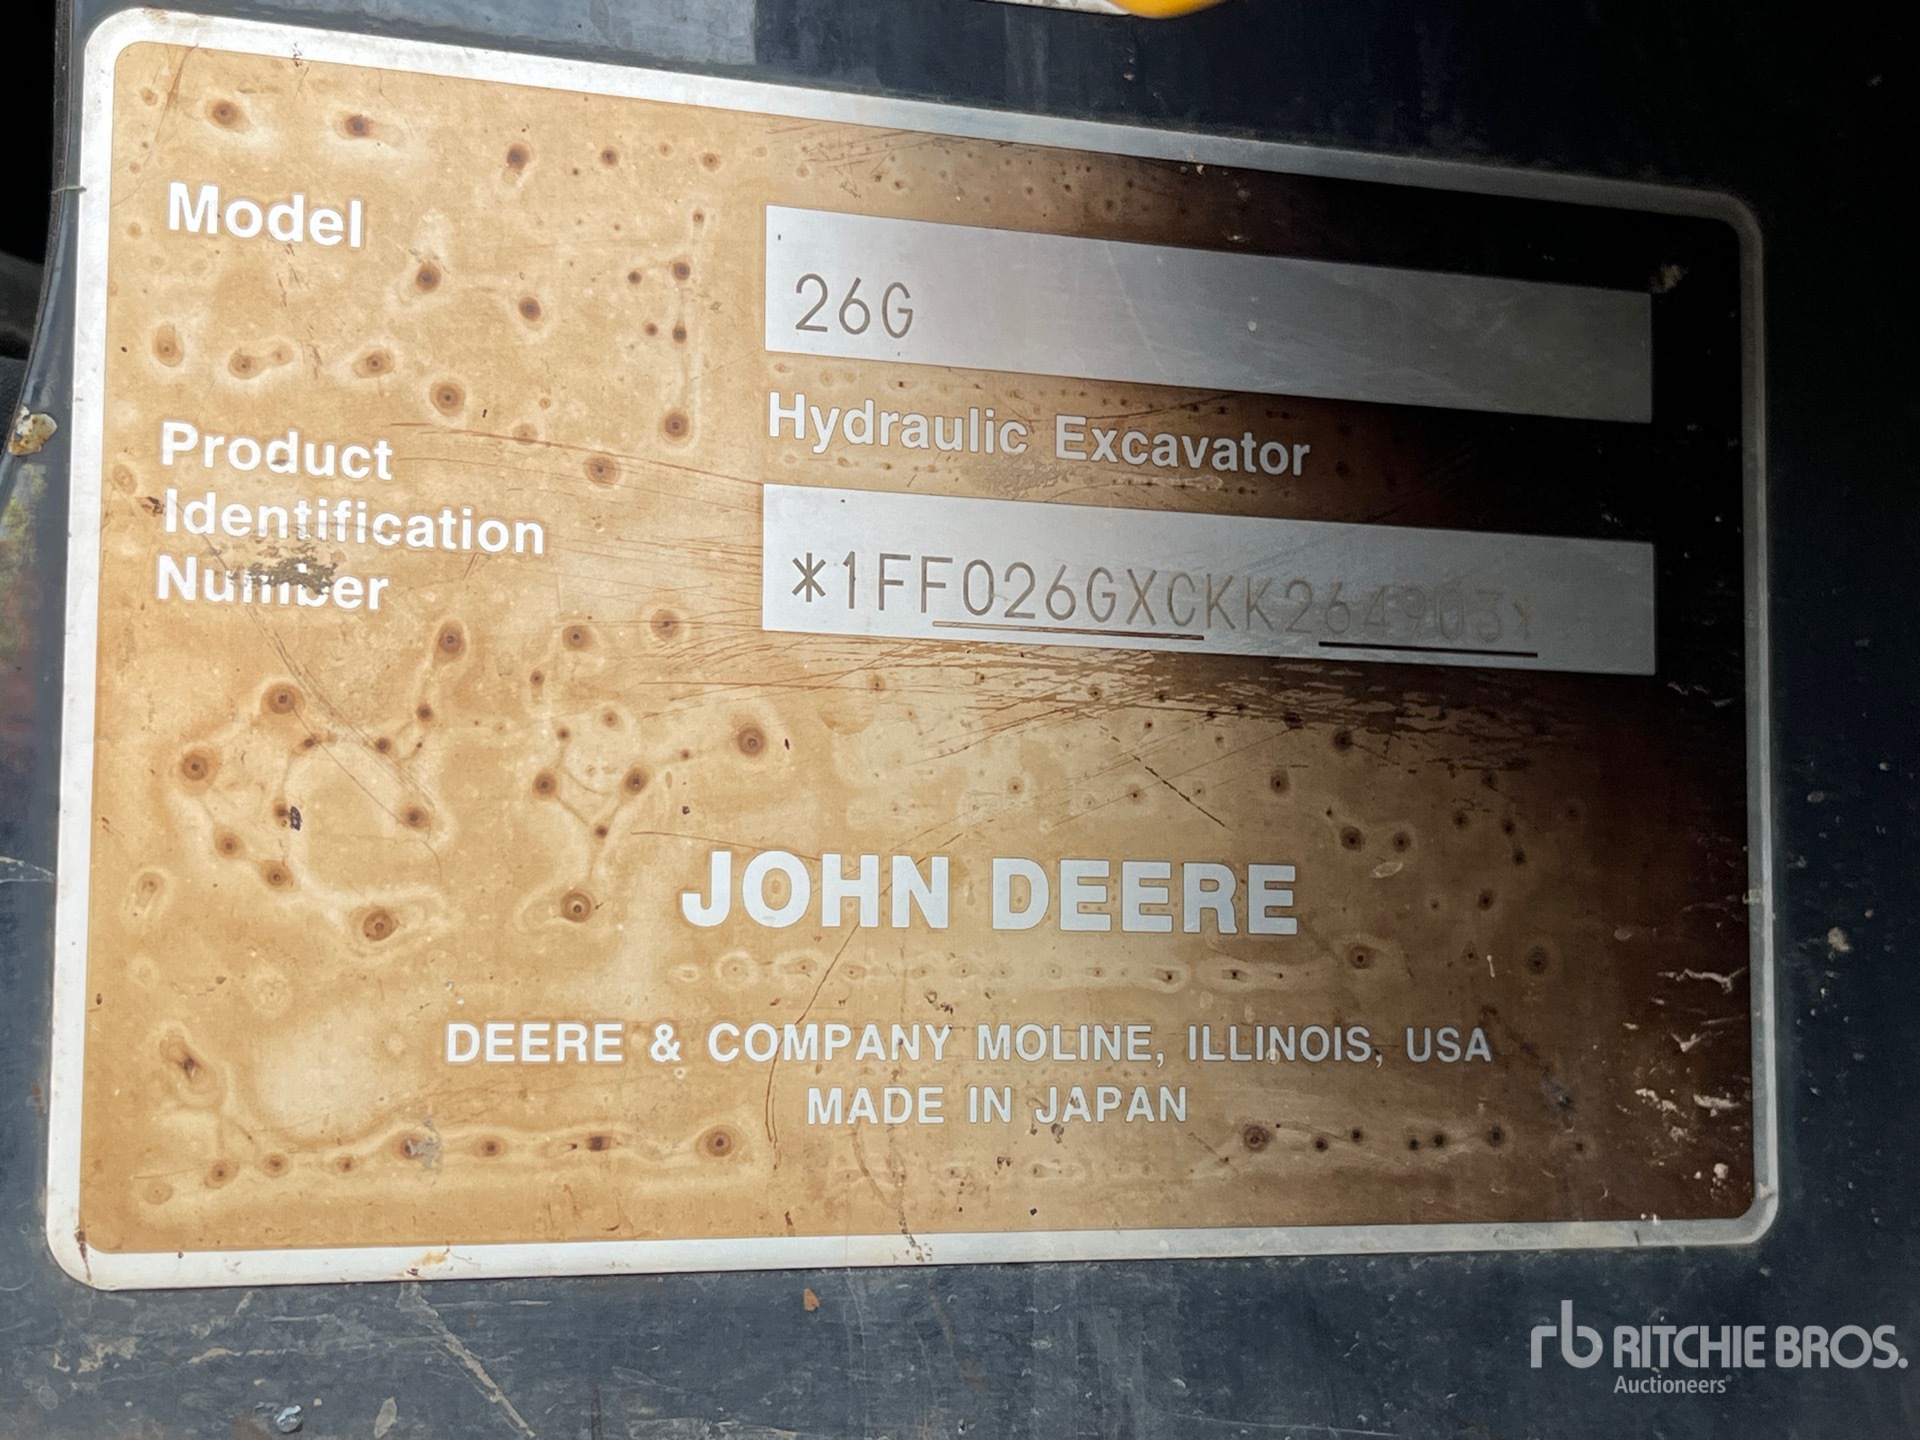 Model
26G
Hydraulic Excavator
Product
Identification
Number
*1FF026GXCKK264903*
JOHN DEERE
DEERE & COMPANY MOLINE, ILLINOIS, USA
MADE IN JAPAN
rb RITCHIE BROS.
Auctioneers